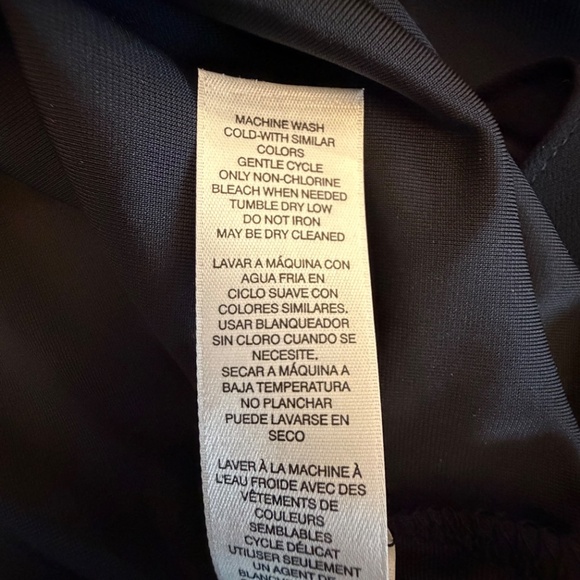 MACHINE WASH
COLD-WITH SIMILAR
COLORS
GENTLE CYCLE
ONLY NON-CHLORINE
BLEACH WHEN NEEDED
TUMBLE DRY LOW
DO NOT IRON
MAY BE DRY CLEANED
LAVAR A MÁQUINA CON
AGUA FRIA EN
CICLO SUAVE CON
COLORES SIMILARES.
USAR BLANQUEADOR
SIN CLORO CUANDO SE
NECESITE.
SECAR A MÁQUINA A
BAJA TEMPERATURA
NO PLANCHAR
PUEDE LAVARSE EN
SECO
LAVER À LA MACHINE À
L'EAU FROIDE AVEC DES
VÊTEMENTS DE
COULEURS
SEMBLABLES
CYCLE DÉLICAT
UTILISER SEULEMENT
UN AGENT DE